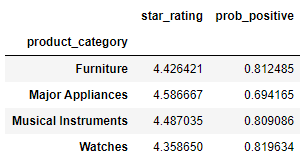 star_rating prob_positive
product_category
Furniture 4.426421 0.812485
Major Appliances 4.586667 0.694165
Musical Instruments 4.487035 0.809086
Watches 4.358650 0.819634